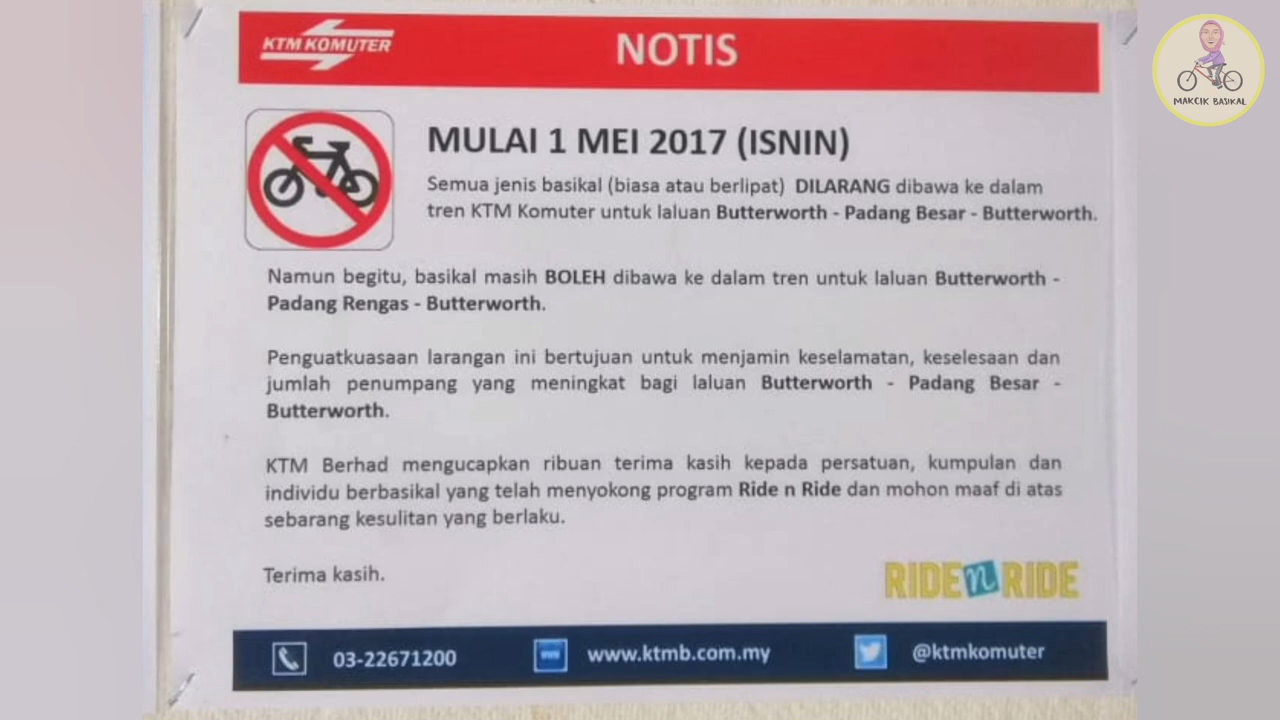 KTM KOMUTER
NOTIS
MAKCIK BASIKAL
MULAI 1 MEI 2017 (ISNIN)
Semua jenis basikal (biasa atau berlipat) DILARANG dibawa ke dalam
tren KTM Komuter untuk laluan Butterworth - Padang Besar - Butterworth.
Namun begitu, basikal masih BOLEH dibawa ke dalam tren untuk laluan Butterworth -
Padang Rengas - Butterworth.
Penguatkuasaan larangan ini bertujuan untuk menjamin keselamatan, keselesaan dan
jumlah penumpang yang meningkat bagi laluan Butterworth - Padang Besar -
Butterworth.
KTM Berhad mengucapkan ribuan terima kasih kepada persatuan, kumpulan dan
individu berbasikal yang telah menyokong program Ride n Ride dan mohon maaf di atas
sebarang kesulitan yang berlaku.
Terima kasih.
RIDE n RIDE
03-22671200
www.ktmb.com.my
@ktmkomuter